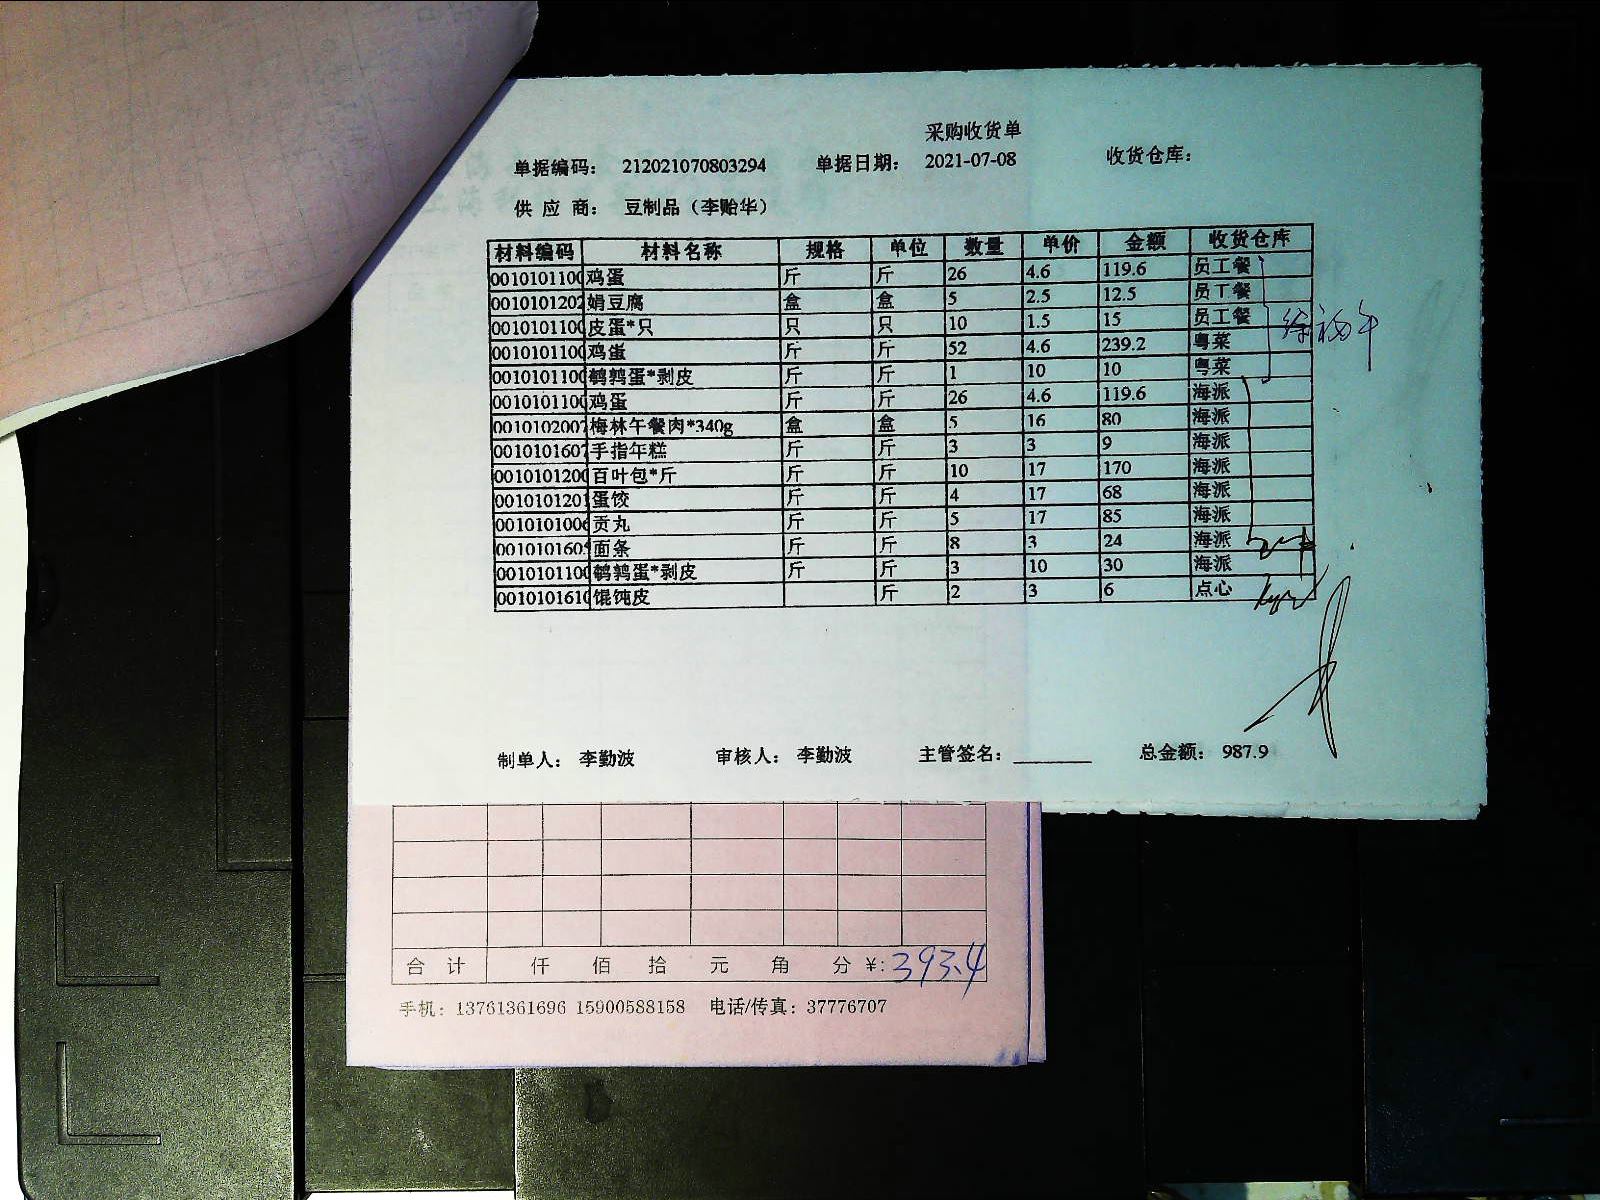 采购收货单
单据编码： 212021070803294 单据日期： 2021-07-08 收货仓库：
供 应 商： 豆制品（李贻华）
材料编码 材料名称 规格 单位 数量 单价 金额 收货仓库
0010101100 鸡蛋 斤 斤 26 4.6 119.6 员工餐
0010101202 娟豆腐 盒 盒 5 2.5 12.5 员工餐
0010101100 皮蛋*只 只 只 10 1.5 15 员工餐
0010101100 鸡蛋 斤 斤 52 4.6 239.2 粤菜
0010101100 鹌鹑蛋*剥皮 斤 斤 1 10 10 粤菜
0010101100 鸡蛋 斤 斤 26 4.6 119.6 海派
0010102007 梅林午餐肉*340g 盒 盒 5 16 80 海派
001010160 手指年糕 斤 斤 3 3 9 海派
0010101200 百叶包*斤 斤 斤 10 17 170 海派
001010120 蛋饺 斤 斤 4 17 68 海派
001010100 贡丸 斤 斤 5 17 85 海派
001010160 面条 斤 斤 8 3 24 海派
0010101100 鹌鹑蛋*剥皮 斤 斤 3 10 30 海派
001010161 馄饨皮 斤 2 3 6 点心
制单人： 李勤波 审核人： 李勤波 主管签名： 总金额： 987.9
合 计 仟 佰 拾 元 角 分 ¥: 393.4
手机：13761361696 15900588158 电话/传真：37776707